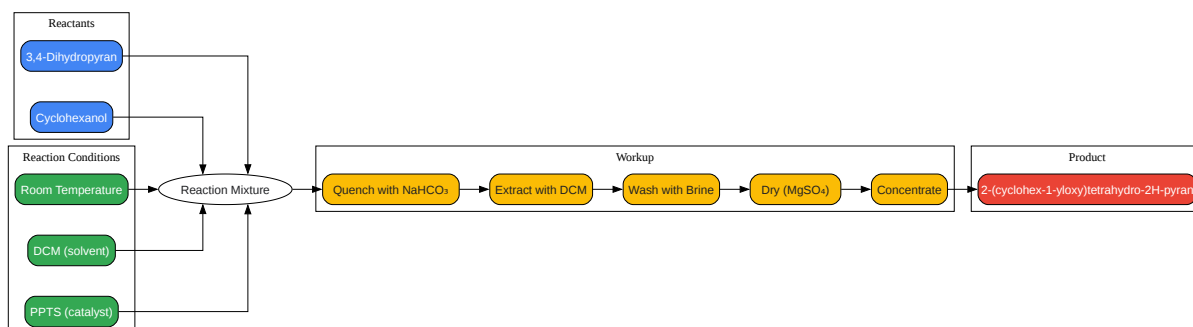 Reactants
3,4-Dihydropyran
Cyclohexanol
Reaction Conditions
Room Temperature
DCM (solvent)
PPTS (catalyst)
Reaction Mixture
Workup
Quench with NaHCO₃
Extract with DCM
Wash with Brine
Dry (MgSO₄)
Concentrate
Product
2-(cyclohex-1-yloxy)tetrahydro-2H-pyran